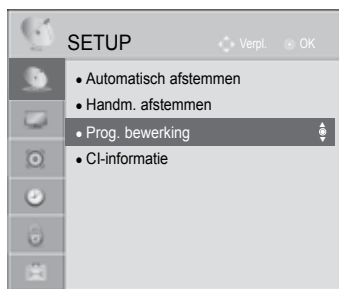 SETUP Verpl. OK
• Automatisch afstemmen
• Handm. afstemmen
• Prog. bewerking
• CI-informatie